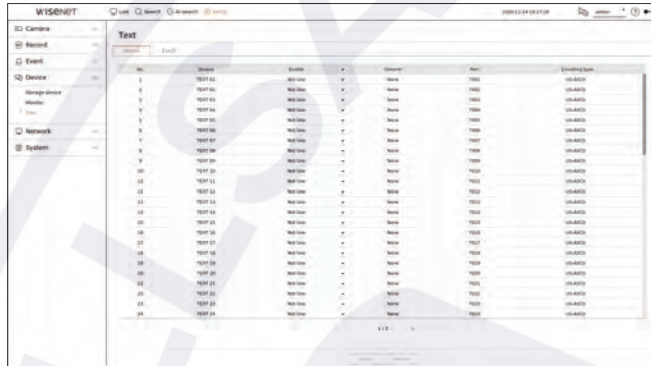 WISENET
Live Search AI search
admin
Camera
Record
Event
Device
Storage device
Monitor
Text
Network
System
Text
Device Event
No Device Enable Channel Port Encoding type
1 TEXT 01 Not Use None 7001 US-ASCII
2 TEXT 02 Not Use None 7002 US-ASCII
3 TEXT 03 Not Use None 7003 US-ASCII
4 TEXT 04 Not Use None 7004 US-ASCII
5 TEXT 05 Not Use None 7005 US-ASCII
6 TEXT 06 Not Use None 7006 US-ASCII
7 TEXT 07 Not Use None 7007 US-ASCII
8 TEXT 08 Not Use None 7008 US-ASCII
9 TEXT 09 Not Use None 7009 US-ASCII
10 TEXT 10 Not Use None 7010 US-ASCII
11 TEXT 11 Not Use None 7011 US-ASCII
12 TEXT 12 Not Use None 7012 US-ASCII
13 TEXT 13 Not Use None 7013 US-ASCII
14 TEXT 14 Not Use None 7014 US-ASCII
15 TEXT 15 Not Use None 7015 US-ASCII
16 TEXT 16 Not Use None 7016 US-ASCII
17 TEXT 17 Not Use None 7017 US-ASCII
18 TEXT 18 Not Use None 7018 US-ASCII
19 TEXT 19 Not Use None 7019 US-ASCII
20 TEXT 20 Not Use None 7020 US-ASCII
21 TEXT 21 Not Use None 7021 US-ASCII
22 TEXT 22 Not Use None 7022 US-ASCII
23 TEXT 23 Not Use None 7023 US-ASCII
24 TEXT 24 Not Use None 7024 US-ASCII